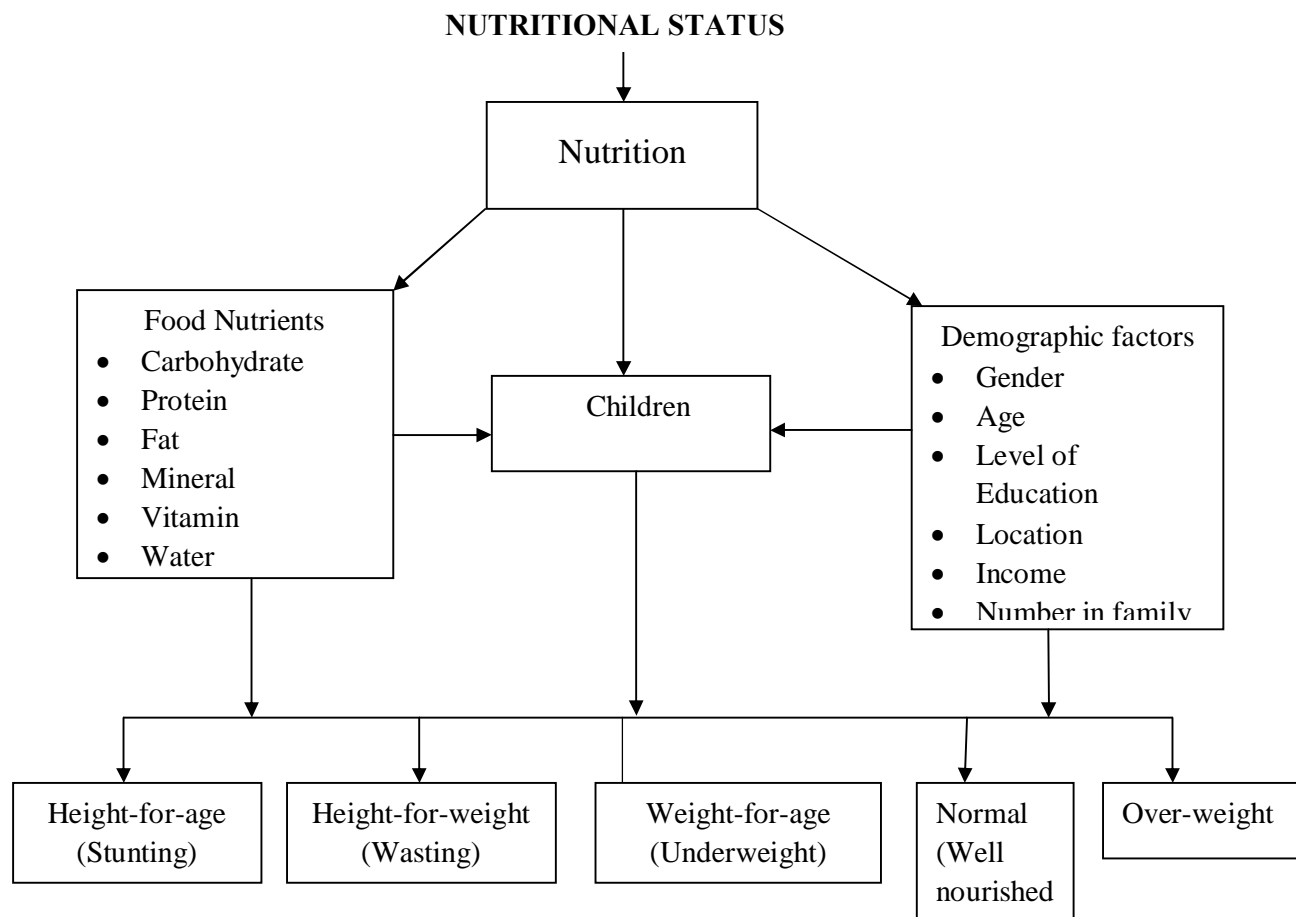 NUTRITIONAL STATUS
Nutrition
Food Nutrients
• Carbohydrate
• Protein
• Fat
• Mineral
• Vitamin
• Water
Children
Demographic factors
• Gender
• Age
• Level of
Education
• Location
• Income
• Number in family
Height-for-age
(Stunting)
Height-for-weight
(Wasting)
Weight-for-age
(Underweight)
Normal
(Well
nourished
Over-weight